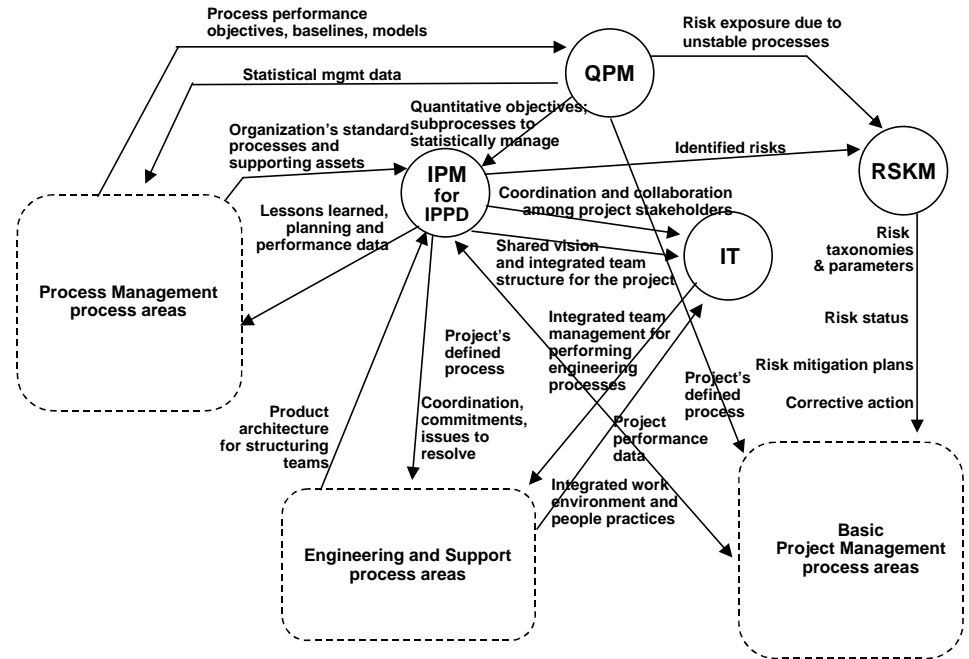 Process performance
objectives, baselines, models
Risk exposure due to
unstable processes
QPM
Statistical mgmt data
Quantitative objectives;
subprocesses to
statistically manage
Organization's standard
processes and
supporting assets
Identified risks
RSKM
IPM
for
IPPD
Coordination and collaboration
among project stakeholders
Lessons learned,
planning and
performance data
Shared vision
and integrated team
structure for the project
IT
Risk
taxonomies
& parameters
Process Management
process areas
Risk status
Integrated team
management for
performing
engineering
processes
Project's
defined
process
Risk mitigation plans
Project's
defined
process
Corrective action
Product
architecture
for structuring
teams
Coordination,
commitments,
issues to
resolve
Project
performance
data
Integrated work
environment and
people practices
Engineering and Support
process areas
Basic
Project Management
process areas